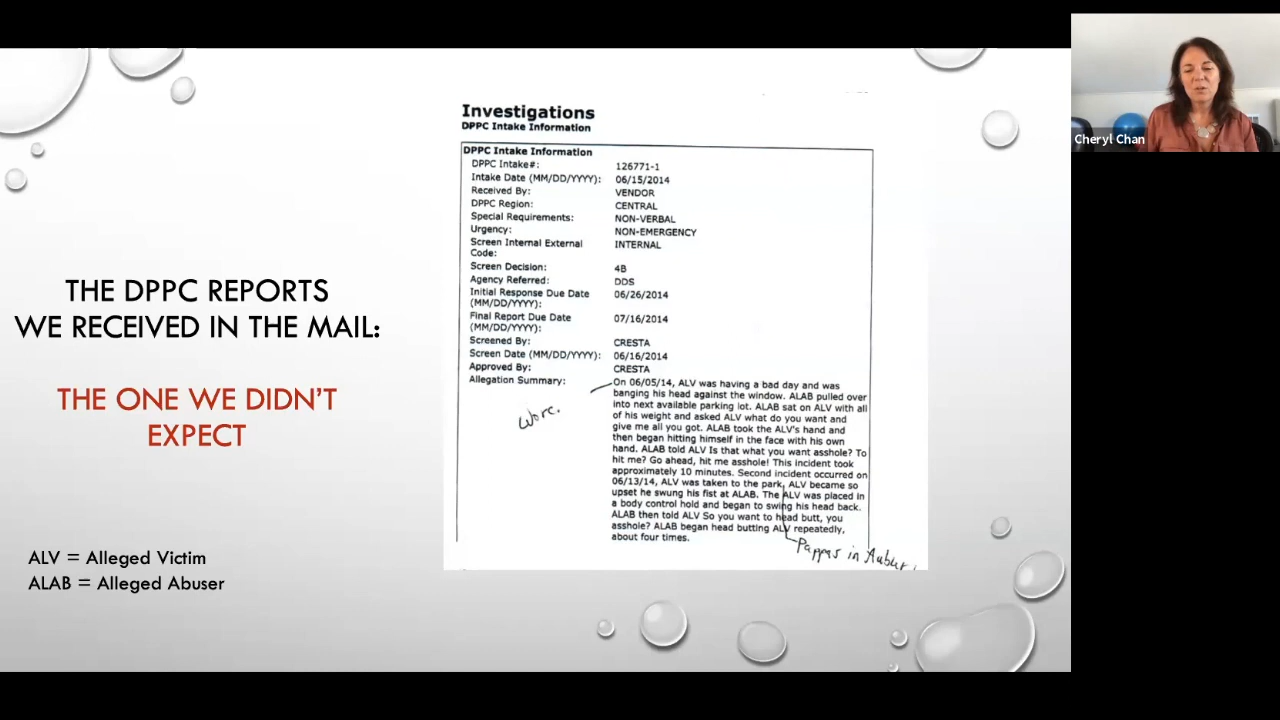 THE DPPC REPORTS
WE RECEIVED IN THE MAIL:
THE ONE WE DIDN'T
EXPECT
ALV = Alleged Victim
ALAB = Alleged Abuser
Investigations
DPPC Intake Information
DPPC Intake Information
DPPC Intake#: 126771-1
Intake Date (MM/DD/YYYY): 06/15/2014
Received By: VENDOR
DPPC Region: CENTRAL
Special Requirements: NON-VERBAL
Urgency: NON-EMERGENCY
Screen Internal External INTERNAL
Code:
Screen Decision: 4B
Agency Referred: DDS
Initial Response Due Date 06/26/2014
(MM/DD/YYYY):
Final Report Due Date 07/16/2014
(MM/DD/YYYY):
Screened By: CRESTA
Screen Date (MM/DD/YYYY): 06/16/2014
Approved By: CRESTA
Allegation Summary: On 06/05/14, ALV was having a bad day and was
banging his head against the window. ALAB pulled over
into next available parking lot. ALAB sat on ALV with all
of his weight and asked ALV what do you want and
give me all you got. ALAB took the ALV's hand and
then began hitting himself in the face with his own
hand. ALAB told ALV Is that what you want asshole? To
hit me? Go ahead, hit me asshole! This incident took
approximately 10 minutes. Second incident occurred on
06/13/14, ALV was taken to the park, ALV became so
upset he swung his fist at ALAB. The ALV was placed in
a body control hold and began to swing his head back.
ALAB then told ALV So you want to head butt, you
asshole? ALAB began head butting ALV repeatedly,
about four times.
Pappas in
Cheryl Chan